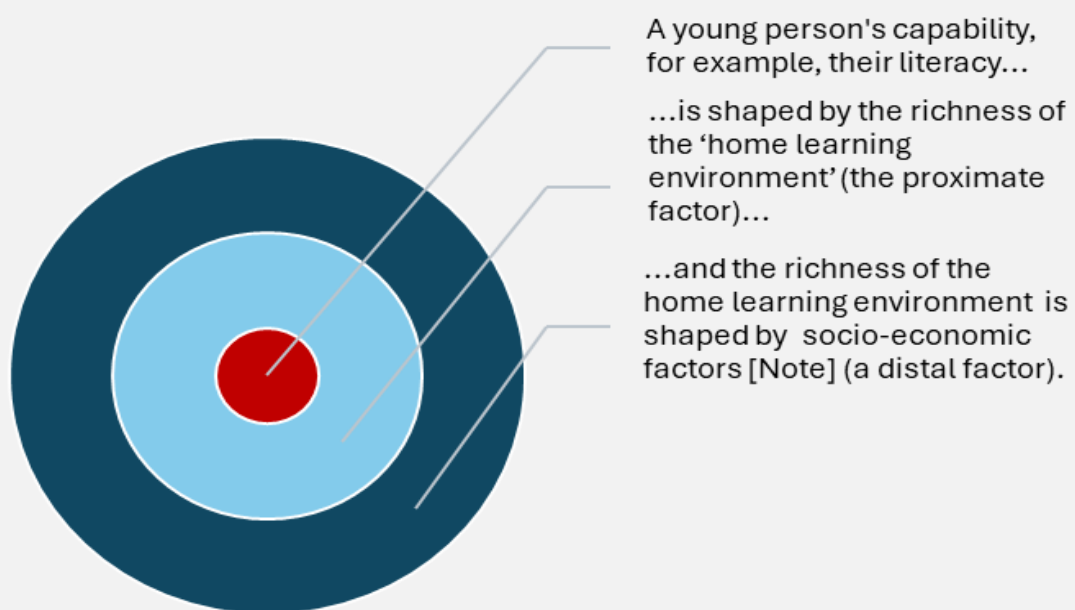 A young person's capability,
for example, their literacy...
...is shaped by the richness of
the ‘home learning
environment’ (the proximate
factor)...
...and the richness of the
home learning environment is
shaped by socio-economic
factors [Note] (a distal factor).